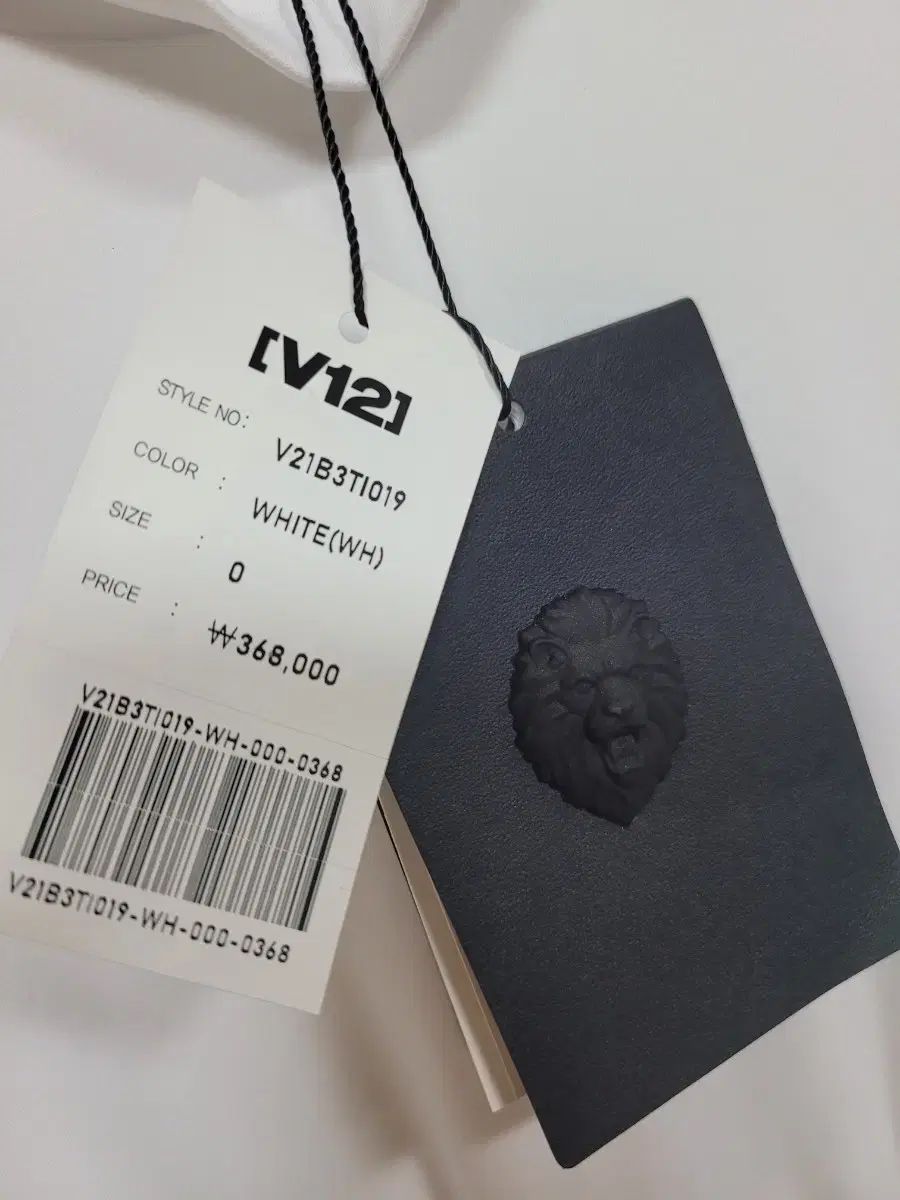 [V12]
STYLE NO: V21B3TI019
COLOR : WHITE(WH)
SIZE : 0
PRICE : ₩368,000
V21B3TI019-WH-000-0368
V21B3TI019-WH-000-0368